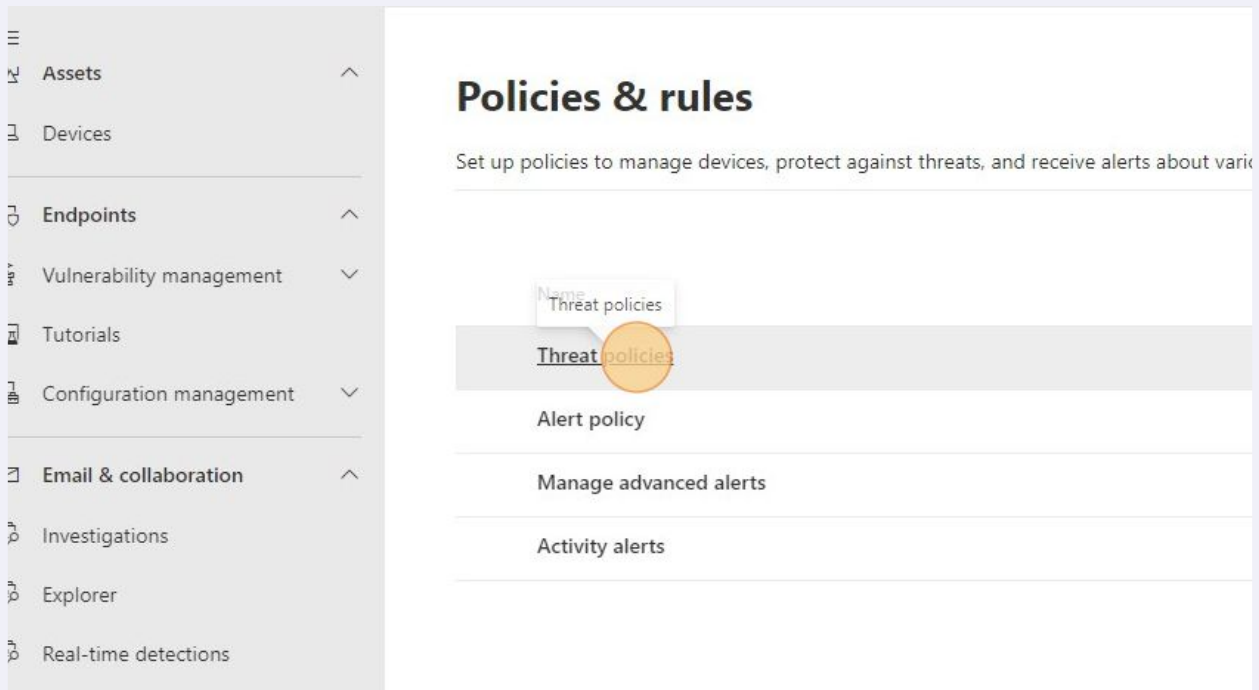 Assets
Devices
Endpoints
Vulnerability management
Tutorials
Configuration management
Email & collaboration
Investigations
Explorer
Real-time detections
Policies & rules
Set up policies to manage devices, protect against threats, and receive alerts about
Name
Threat policies
Threat policies
Alert policy
Manage advanced alerts
Activity alerts